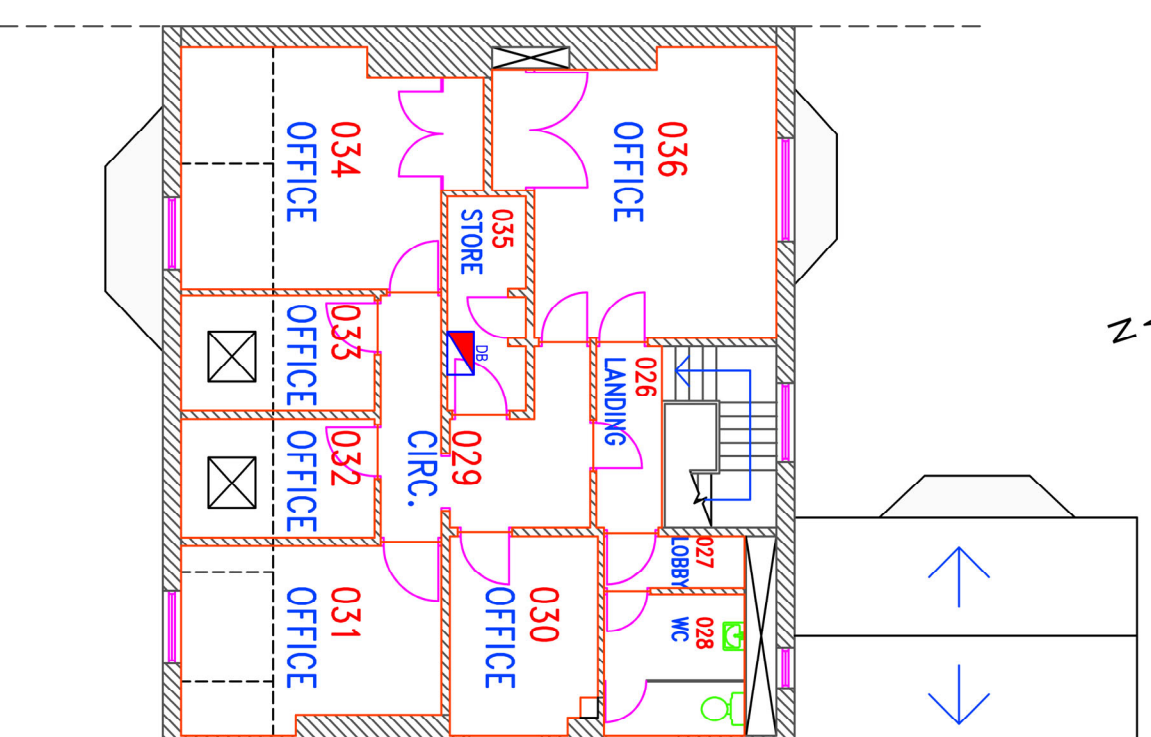 034
OFFICE
036
OFFICE
035
STORE
033
OFFICE
DB
026
LANDING
032
OFFICE
029
CIRC.
031
OFFICE
030
OFFICE
027
LOBBY
028
WC
N